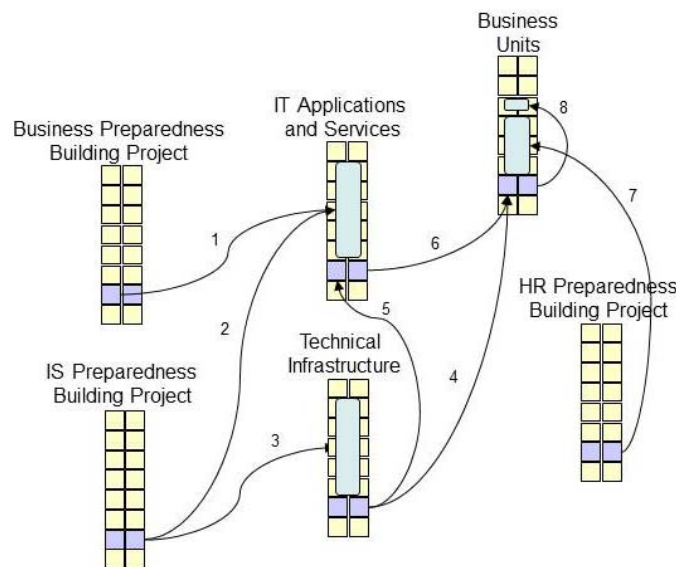 Business
Units
8
IT Applications
and Services
Business Preparedness
Building Project
1
6
7
HR Preparedness
Building Project
2
5
Technical
Infrastructure
4
IS Preparedness
Building Project
3